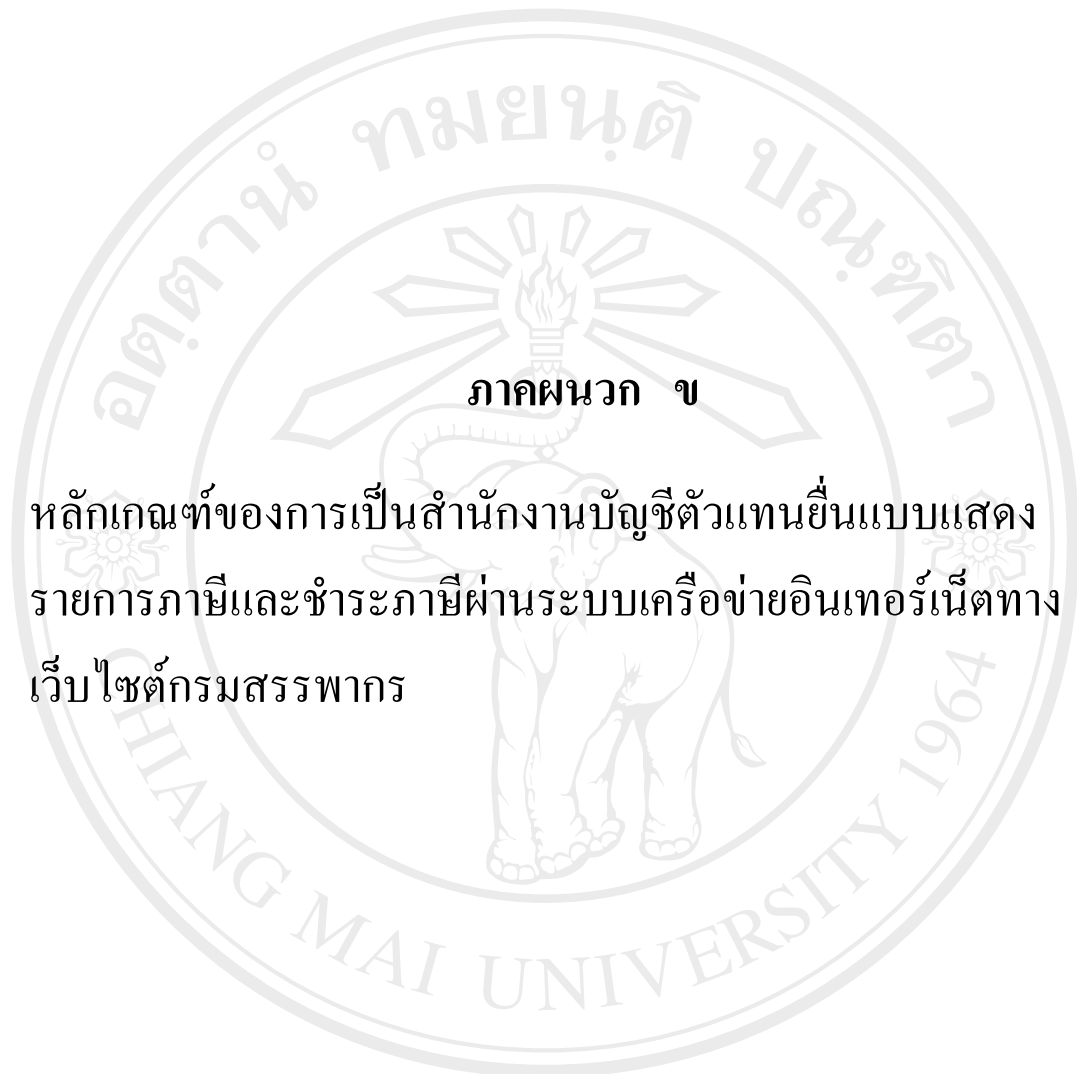 อตฺตานํ ทมยนฺติ ปณฺฑิตา
ภาคผนวก ข
หลักเกณฑ์ของการเป็นสำนักงานบัญชีตัวแทนยื่นแบบแสดง
รายการภาษีและชำระภาษีผ่านระบบเครือข่ายอินเทอร์เน็ตทาง
เว็บไซต์กรมสรรพากร
CHIANG MAI UNIVERSITY 1964